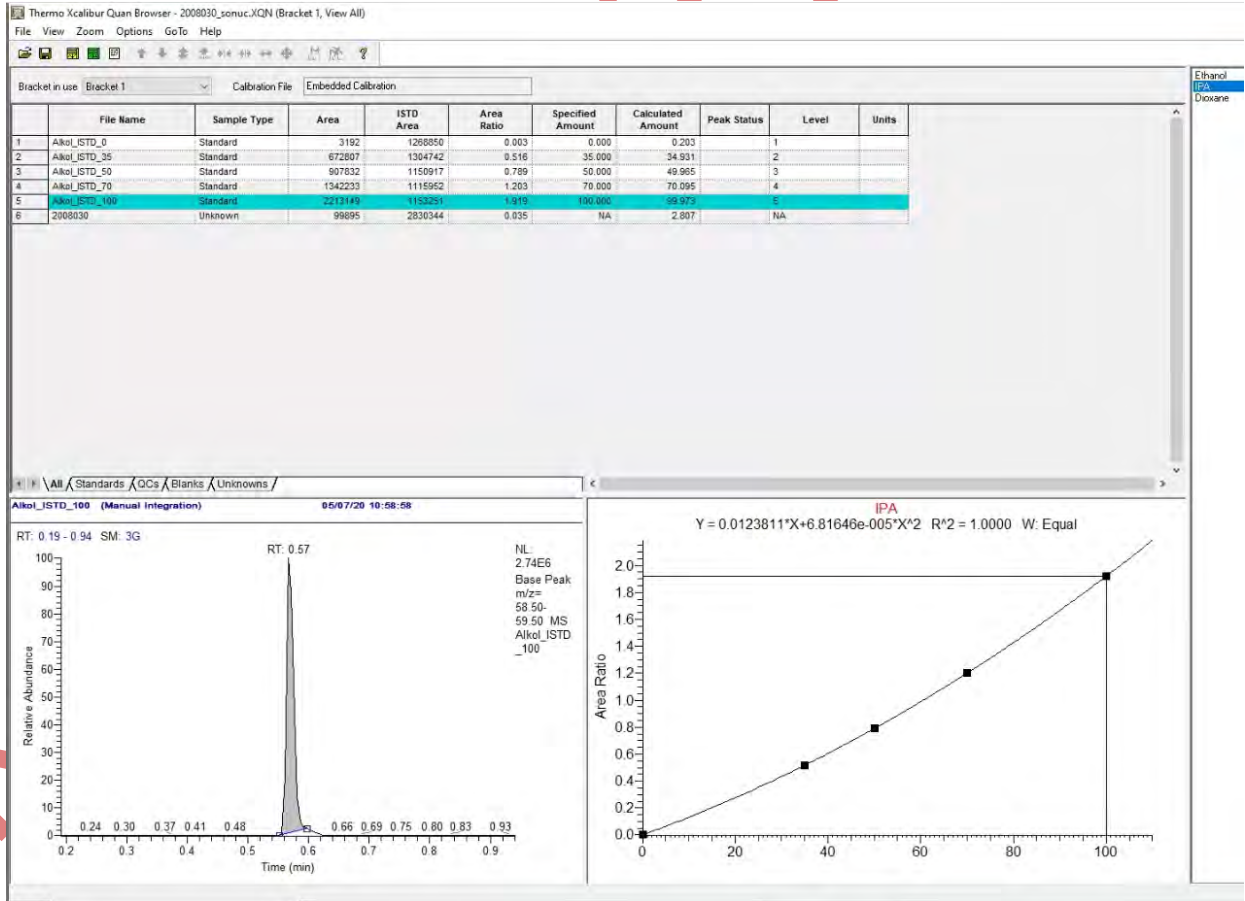 Thermo Xcalibur Quan Browser - 2008030_sonuc.XQN (Bracket 1, View All)
File View Zoom Options GoTo Help
Bracket in use Bracket 1 Calibration File Embedded Calibration
File Name Sample Type Area ISTD Area Area Ratio Specified Amount Calculated Amount Peak Status Level Units
1 Alkol_ISTD_0 Standard 3192 1268850 0.003 0.000 0.203 1
2 Alkol_ISTD_35 Standard 672807 1304742 0.516 35.000 34.931 2
3 Alkol_ISTD_50 Standard 907832 1150917 0.789 50.000 49.965 3
4 Alkol_ISTD_70 Standard 1342233 1115952 1.203 70.000 70.095 4
5 Alkol_ISTD_100 Standard 2213149 1153251 1.919 100.000 99.973 5
6 2008030 Unknown 99895 2830344 0.035 NA 2.807 NA
Ethanol
IPA
Dioxane
All Standards QCs Blanks Unknowns
Alkol_ISTD_100 (Manual Integration) 05/07/20 10:58:58
RT: 0.19 - 0.94 SM: 3G
RT: 0.57
NL:
2.74E6
Base Peak
m/z=
58.50-
59.50 MS
Alkol_ISTD
_100
Relative Abundance
100
90
80
70
60
50
40
30
20
10
0
0.24 0.30 0.37 0.41 0.48 0.66 0.69 0.75 0.80 0.83 0.93
0.2 0.3 0.4 0.5 0.6 0.7 0.8 0.9
Time (min)
IPA
Y = 0.0123811*X+6.81646e-005*X^2 R^2 = 1.0000 W: Equal
Area Ratio
2.0
1.8
1.6
1.4
1.2
1.0
0.8
0.6
0.4
0.2
0.0
0 20 40 60 80 100